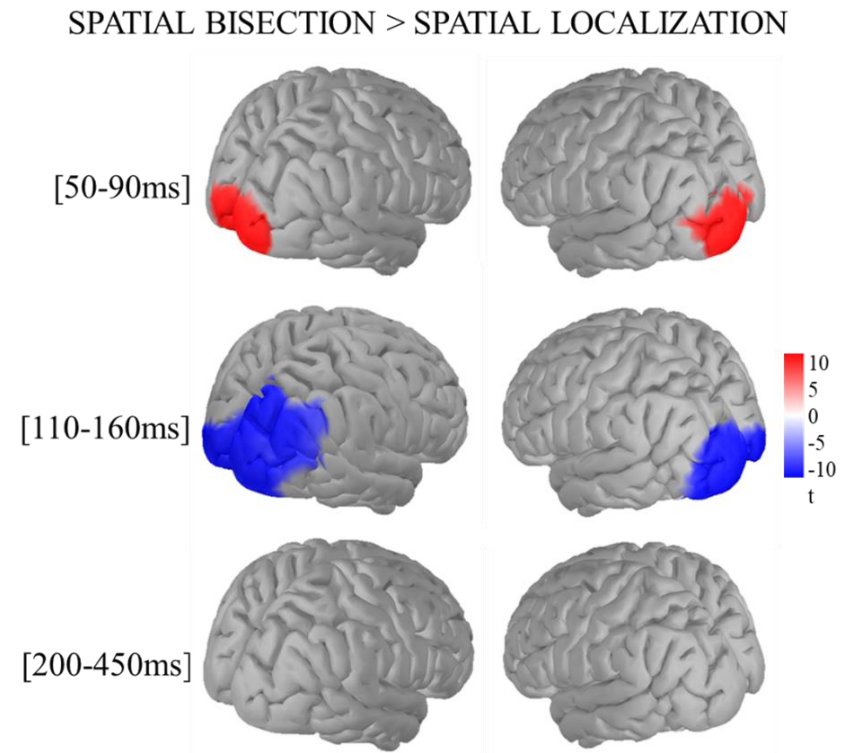 SPATIAL BISECTION > SPATIAL LOCALIZATION
[50-90ms]
[110-160ms]
10
5
0
-5
-10
t
[200-450ms]